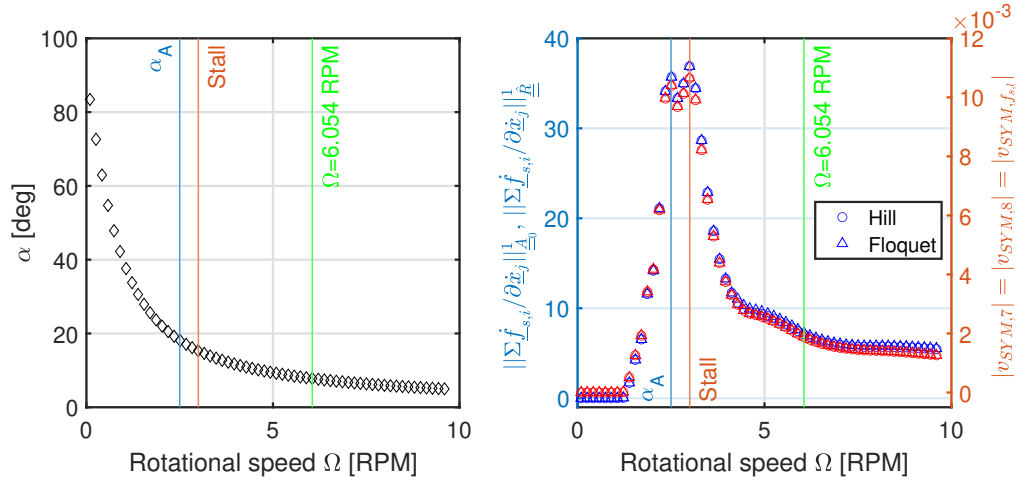 100
80
60
40
20
0
0
5
10
α [deg]
Rotational speed Ω [RPM]
α_A
Stall
Ω=6.054 RPM
40
30
20
10
0
0
5
10
||Σḟ_{s,i}/∂ẋ_j||^1_{A_0}, ||Σḟ_{s,i}/∂ẋ_j||^1_{R̂}
Rotational speed Ω [RPM]
α_A
Stall
Ω=6.054 RPM
Hill
Floquet
×10^{-3}
12
10
8
6
4
2
0
|v_{SYM,7}| = |v_{SYM,8}| = |v_{SYM,f_{s,l}}|